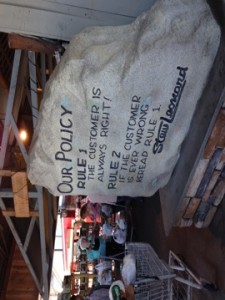 OUR POLICY
RULE 1
THE CUSTOMER IS
ALWAYS RIGHT!
RULE 2
IF THE CUSTOMER
IS EVER WRONG,
REREAD RULE 1.
Stew Leonard